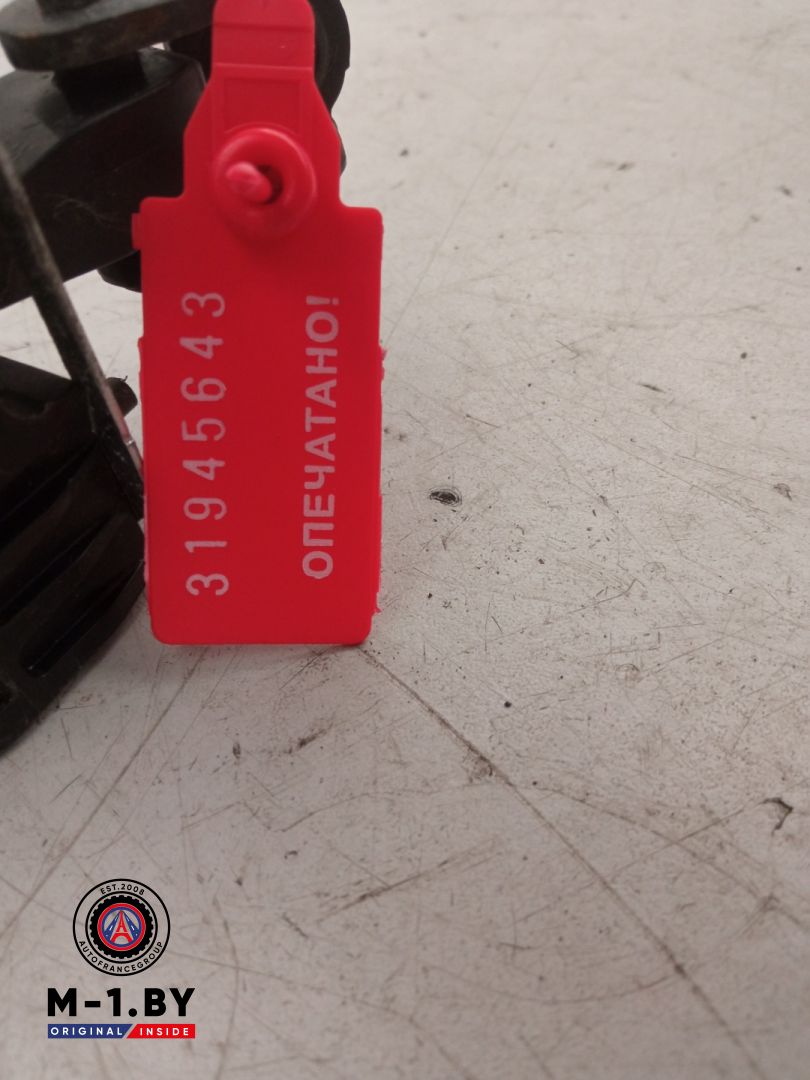 31945643
ОПЕЧАТАНО!
EST.2008
AUTOFRANCEGROUP
M-1.BY
ORIGINAL INSIDE